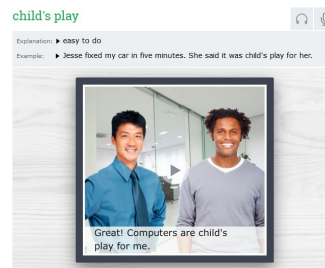 child's play
Explanation: ▶ easy to do
Example: ▶ Jesse fixed my car in five minutes. She said it was child's play for her.
Great! Computers are child's
play for me.